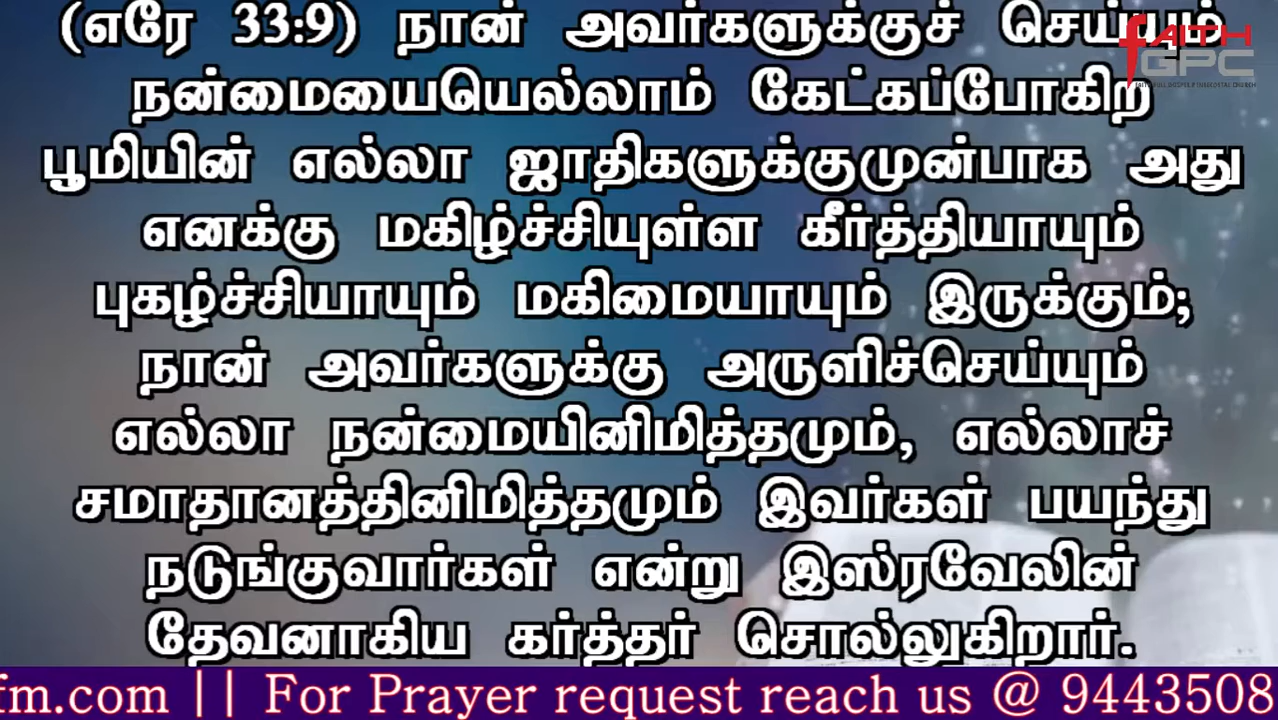 (எரே 33:9) நான் அவர்களுக்குச் செய்யும்
நன்மையையெல்லாம் கேட்கப்போகிற
பூமியின் எல்லா ஜாதிகளுக்குமுன்பாக அது
எனக்கு மகிழ்ச்சியுள்ள கீர்த்தியாயும்
புகழ்ச்சியாயும் மகிமையாயும் இருக்கும்;
நான் அவர்களுக்கு அருளிச்செய்யும்
எல்லா நன்மையினிமித்தமும், எல்லாச்
சமாதானத்தினிமித்தமும் இவர்கள் பயந்து
நடுங்குவார்கள் என்று இஸ்ரவேலின்
தேவனாகிய கர்த்தர் சொல்லுகிறார்.
fAITH
GPC
fm.com || For Prayer request reach us @ 9443508